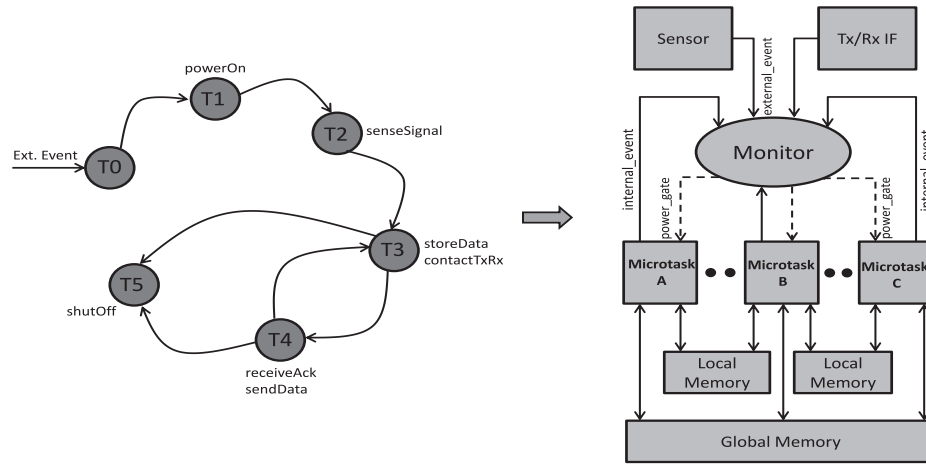 powerOn
T1
T2
senseSignal
Ext. Event
T0
T3
storeData
contactTxRx
T5
shutOff
T4
receiveAck
sendData
Sensor
Tx/Rx IF
external_event
Monitor
internal_event
power_gate
power_gate
internal_event
Microtask
A
Microtask
B
Microtask
C
Local
Memory
Local
Memory
Global Memory